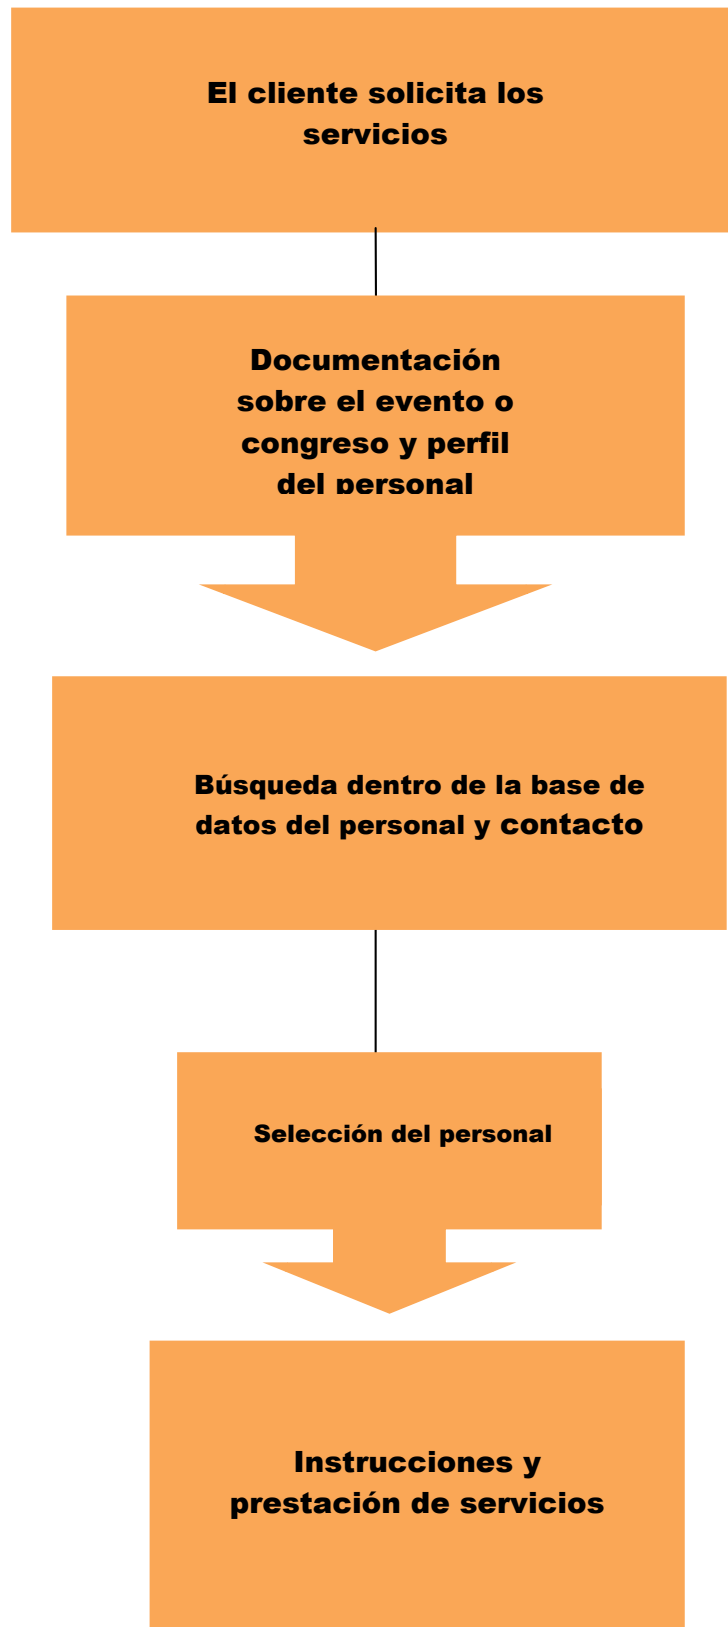 El cliente solicita los
servicios
Documentación
sobre el evento o
congreso y perfil
del personal
Búsqueda dentro de la base de
datos del personal y contacto
Selección del personal
Instrucciones y
prestación de servicios